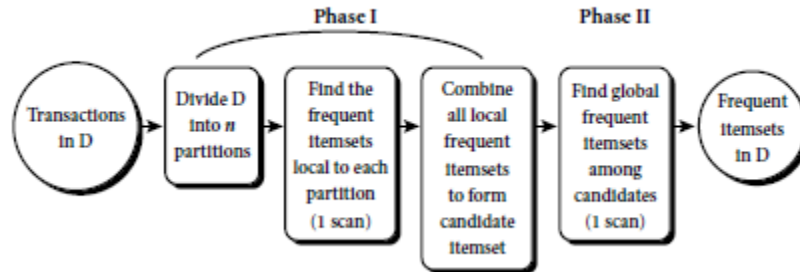 Phase I
Phase II
Transactions
in D
Divide D
into n
partitions
Find the
frequent
itemsets
local to each
partition
(1 scan)
Combine
all local
frequent
itemsets
to form
candidate
itemset
Find global
frequent
itemsets
among
candidates
(1 scan)
Frequent
itemsets
in D